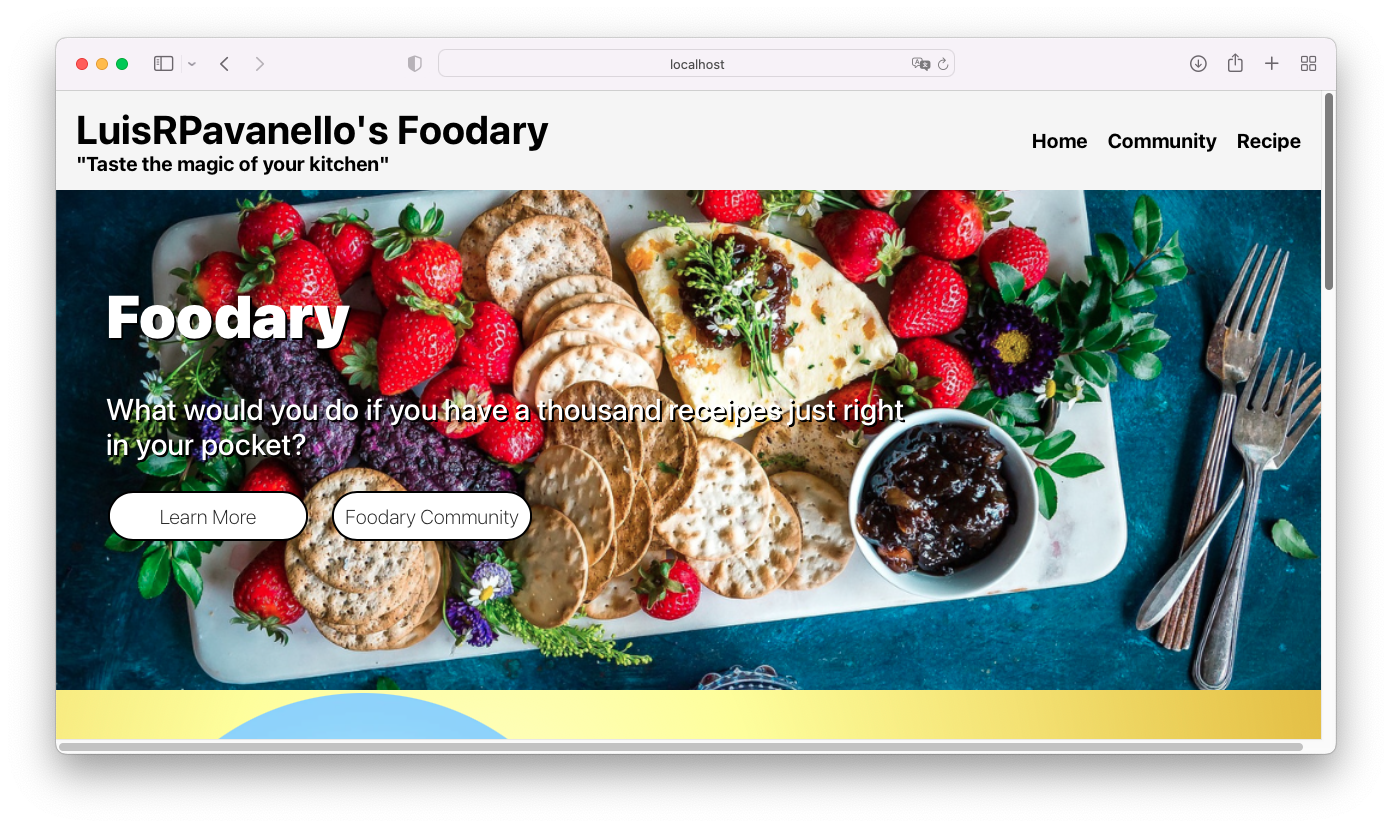 localhost
LuisRPavanello's Foodary
"Taste the magic of your kitchen"
Home Community Recipe
Foodary
What would you do if you have a thousand receipes just right
in your pocket?
Learn More Foodary Community